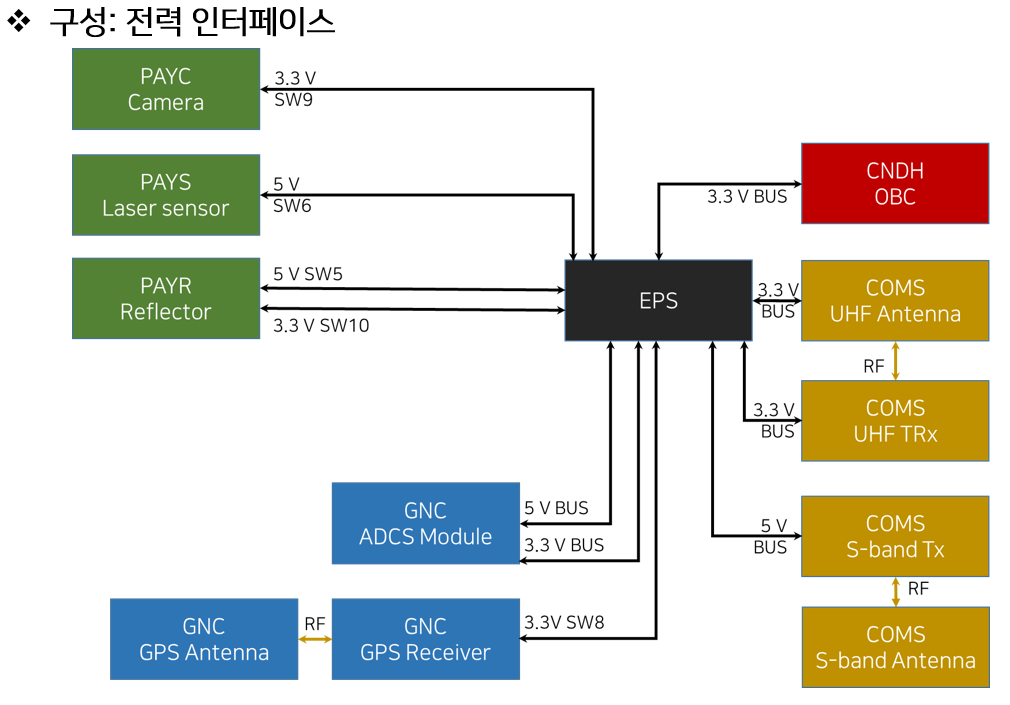 ❖ 구성: 전력 인터페이스
PAYC
Camera
3.3 V
SW9
PAYS
Laser sensor
5 V
SW6
PAYR
Reflector
5 V SW5
3.3 V SW10
EPS
3.3 V BUS
CNDH
OBC
3.3 V
BUS
COMS
UHF Antenna
RF
3.3 V
BUS
COMS
UHF TRx
5 V
BUS
COMS
S-band Tx
RF
COMS
S-band Antenna
GNC
ADCS Module
5 V BUS
3.3 V BUS
GNC
GPS Antenna
RF
GNC
GPS Receiver
3.3V SW8